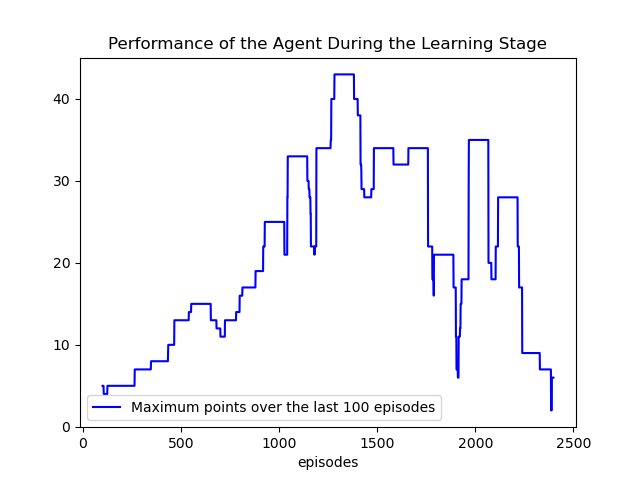 Performance of the Agent During the Learning Stage
40
30
20
10
0
Maximum points over the last 100 episodes
0 500 1000 1500 2000 2500
episodes